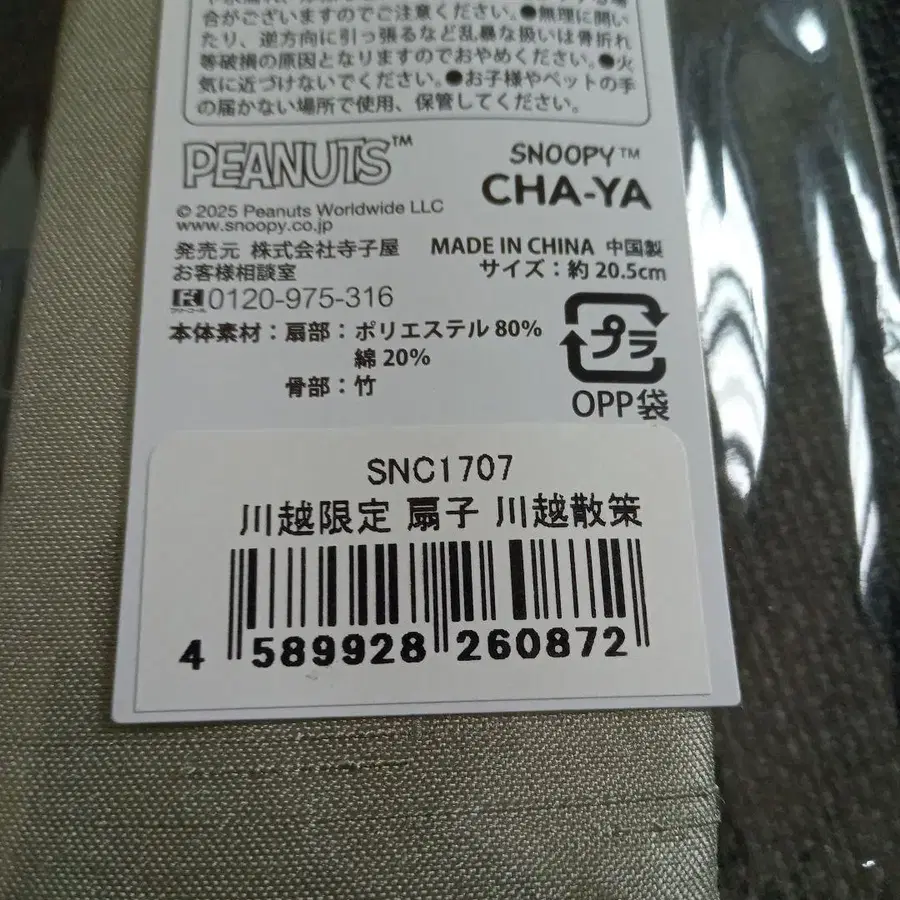 合がございますのでご注意ください。●無理に開い
たり、逆方向に引っ張るなど乱暴な扱いは骨折れ
等破損の原因となりますのでおやめください。●火
気に近づけないでください。●お子様やペットの手
の届かない場所で使用、保管してください。
PEANUTS™
SNOOPY™
CHA-YA
© 2025 Peanuts Worldwide LLC
www.snoopy.co.jp
発売元 株式会社寺子屋
お客様相談室
0120-975-316
MADE IN CHINA 中国製
サイズ：約 20.5cm
本体素材：扇部：ポリエステル 80%
綿 20%
骨部：竹
プラ
OPP袋
SNC1707
川越限定 扇子 川越散策
4 589928 260872